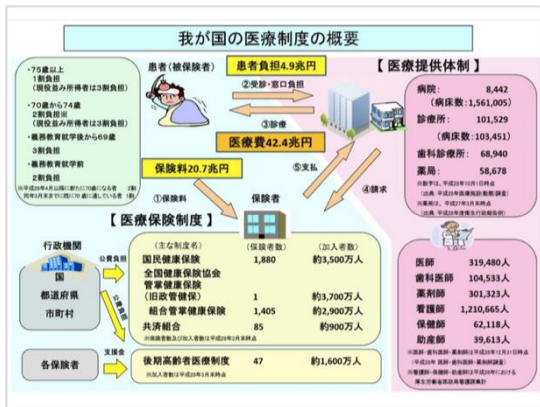 我が国の医療制度の概要
・75歳以上
1割負担
(現役並み所得者は3割負担)
・70歳から74歳
2割負担※
(現役並み所得者は3割負担)
・義務教育就学後から69歳
3割負担
・義務教育就学前
2割負担
患者(被保険者)
患者負担4.9兆円
②受診・窓口負担
③診療
医療費42.4兆円
保険料20.7兆円
①保険料
保険者
⑤支払
④請求
【医療提供体制】
病院: 8,442
(病床数:1,561,005)
診療所: 101,529
(病床数:103,451)
歯科診療所: 68,940
薬局: 58,678
医師 319,480人
歯科医師 104,533人
薬剤師 301,323人
看護師 1,210,665人
保健師 62,118人
助産師 39,613人
【医療保険制度】
(主な制度名) (保険者数) (加入者数)
国民健康保険 1,880 約3,500万人
全国健康保険協会
管掌健康保険
(旧政管健保) 1 約3,700万人
組合管掌健康保険 1,405 約2,900万人
共済組合 85 約900万人
後期高齢者医療制度 47 約1,600万人
行政機関
国
都道府県
市町村
公費負担
公費負担
各保険者
支援金